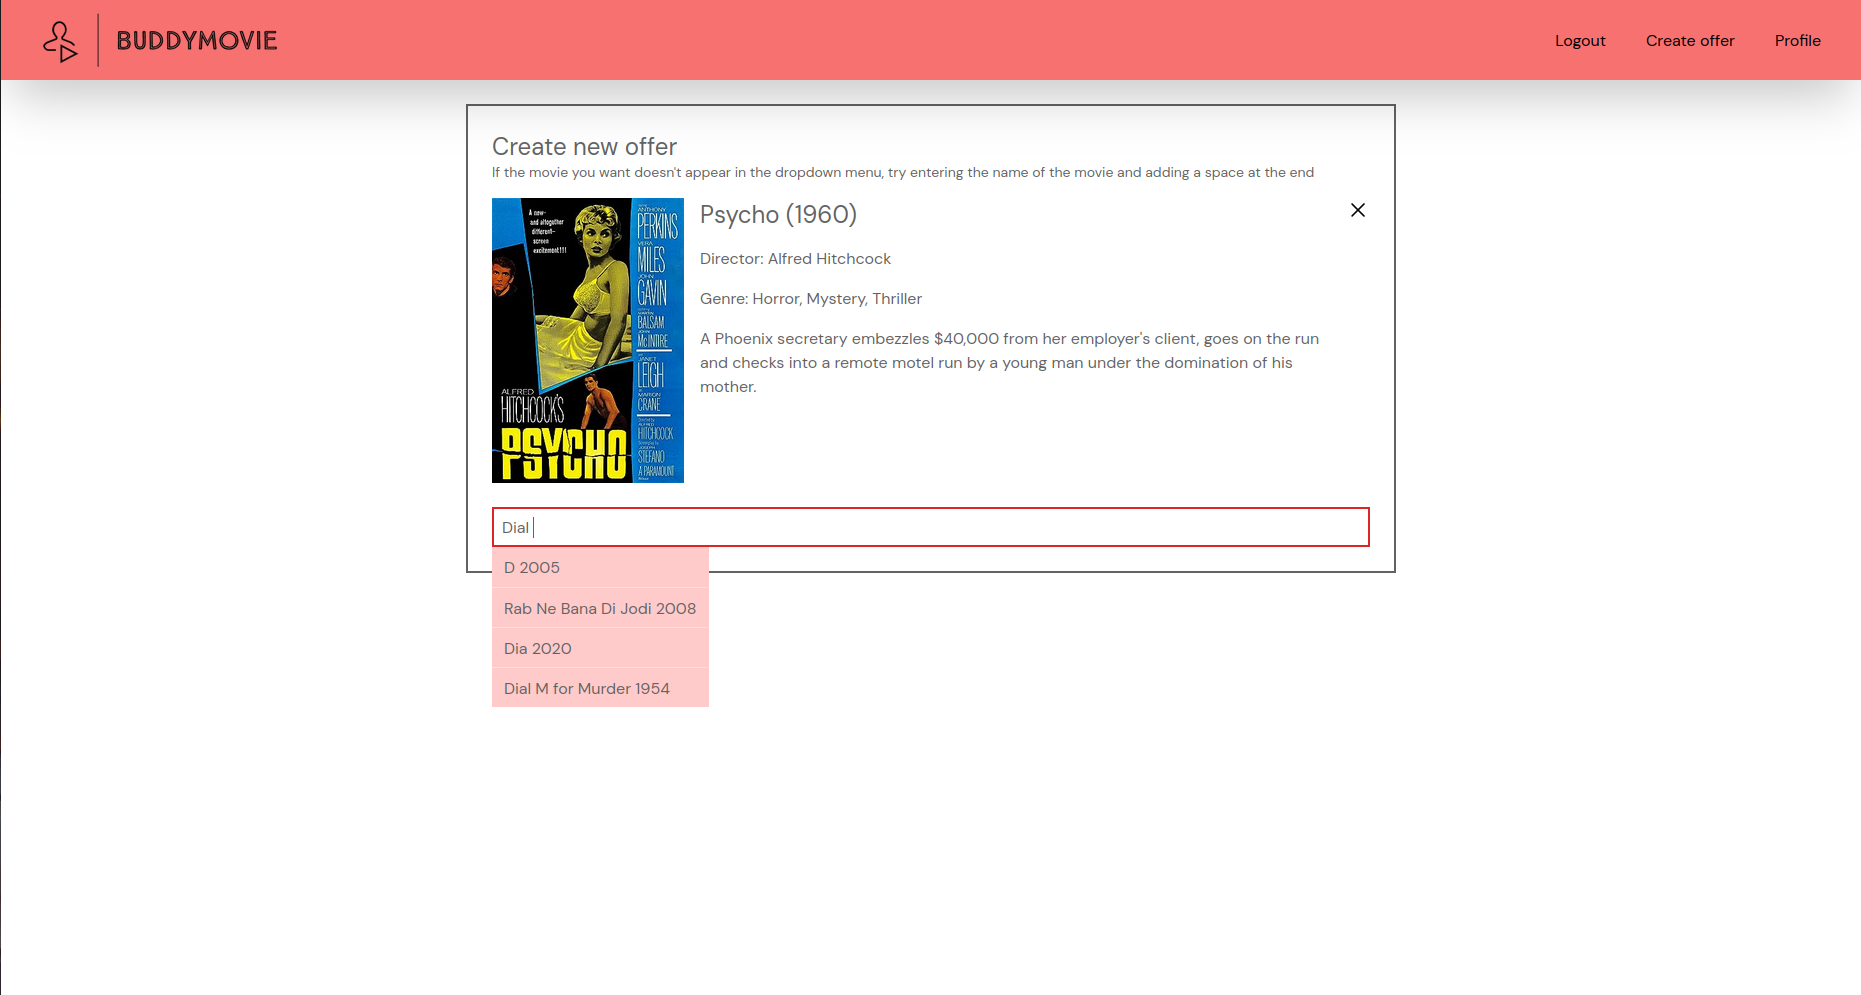 BUDDYMOVIE
Logout
Create offer
Profile
Create new offer
If the movie you want doesn't appear in the dropdown menu, try entering the name of the movie and adding a space at the end
A new—
and altogether
different—
screen
excitement!!!
ANTHONY
PERKINS
VERA
MILES
JOHN
GAVIN
MARTIN
BALSAM
JOHN
McINTIRE
JANET
LEIGH
MARION
CRANE
ALFRED
HITCHCOCK
JOSEPH
STEFANO
A PARAMOUNT
ALFRED
HITCHCOCK'S
PSYCHO
Psycho (1960)
Director: Alfred Hitchcock
Genre: Horror, Mystery, Thriller
A Phoenix secretary embezzles $40,000 from her employer's client, goes on the run
and checks into a remote motel run by a young man under the domination of his
mother.
Dial
D 2005
Rab Ne Bana Di Jodi 2008
Dia 2020
Dial M for Murder 1954